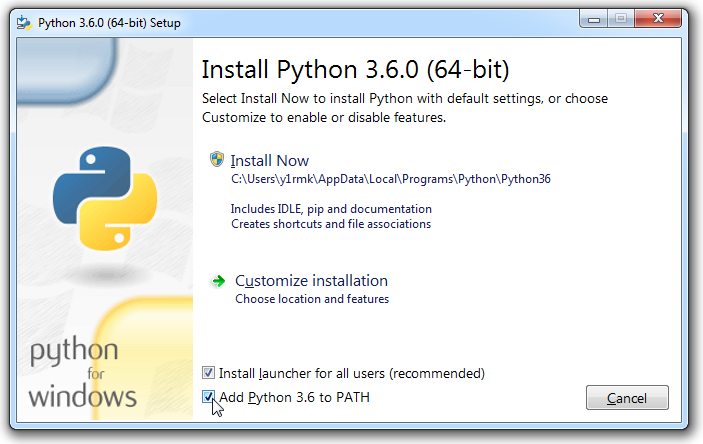 Python 3.6.0 (64-bit) Setup
Install Python 3.6.0 (64-bit)
Select Install Now to install Python with default settings, or choose
Customize to enable or disable features.
Install Now
C:\Users\y1rmk\AppData\Local\Programs\Python\Python36
Includes IDLE, pip and documentation
Creates shortcuts and file associations
Customize installation
Choose location and features
python
for
windows
Install launcher for all users (recommended)
Add Python 3.6 to PATH
Cancel